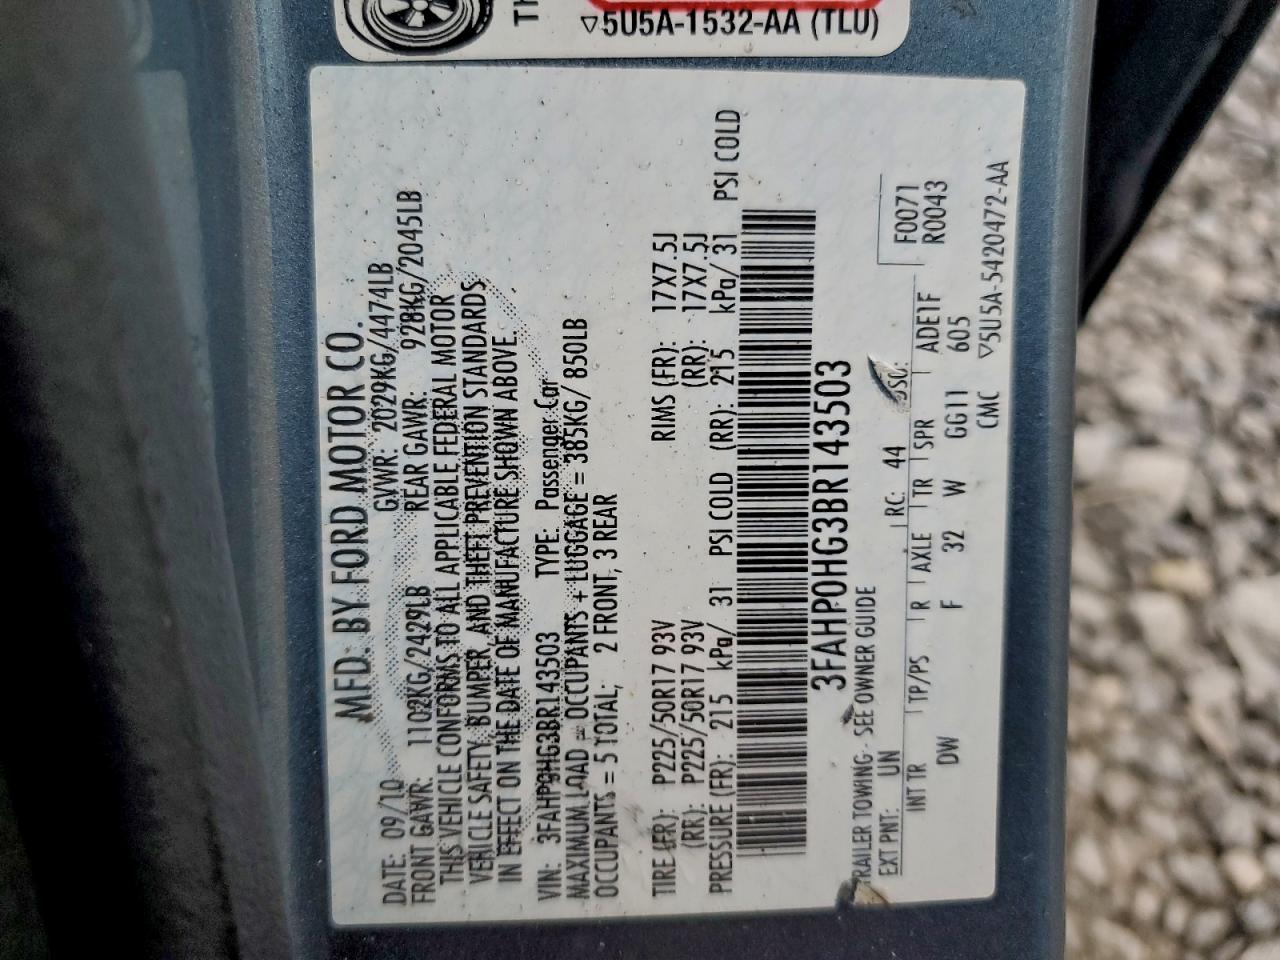 TH
▽5U5A-1532-AA (TLU)
MFD. BY FORD MOTOR CO.
DATE: 09/10 GVWR: 2029KG/4474LB
FRONT GAWR: 1102KG/2429LB REAR GAWR: 928KG/2045LB
THIS VEHICLE CONFORMS TO ALL APPLICABLE FEDERAL MOTOR
VEHICLE SAFETY, BUMPER, AND THEFT PREVENTION STANDARDS
IN EFFECT ON THE DATE OF MANUFACTURE SHOWN ABOVE.
VIN: 3FAHP0HG3BR143503 TYPE: Passenger Car
MAXIMUM LOAD = OCCUPANTS + LUGGAGE = 385KG/ 850LB
OCCUPANTS = 5 TOTAL, 2 FRONT, 3 REAR
TIRE (FR): P225/50R17 93V RIMS (FR): 17X7.5J
(RR): P225/50R17 93V (RR): 17X7.5J
PRESSURE (FR): 215 kPa/ 31 PSI COLD (RR): 215 kPa/ 31 PSI COLD
3FAHP0HG3BR143503
TRAILER TOWING - SEE OWNER GUIDE
EXT PNT: UN RC: 44 DSO: F0071
R0043
INT TR TP/PS R AXLE TR SPR ADE1F
DW F 32 W GG11 605
CMC ▽5U5A-5420472-AA